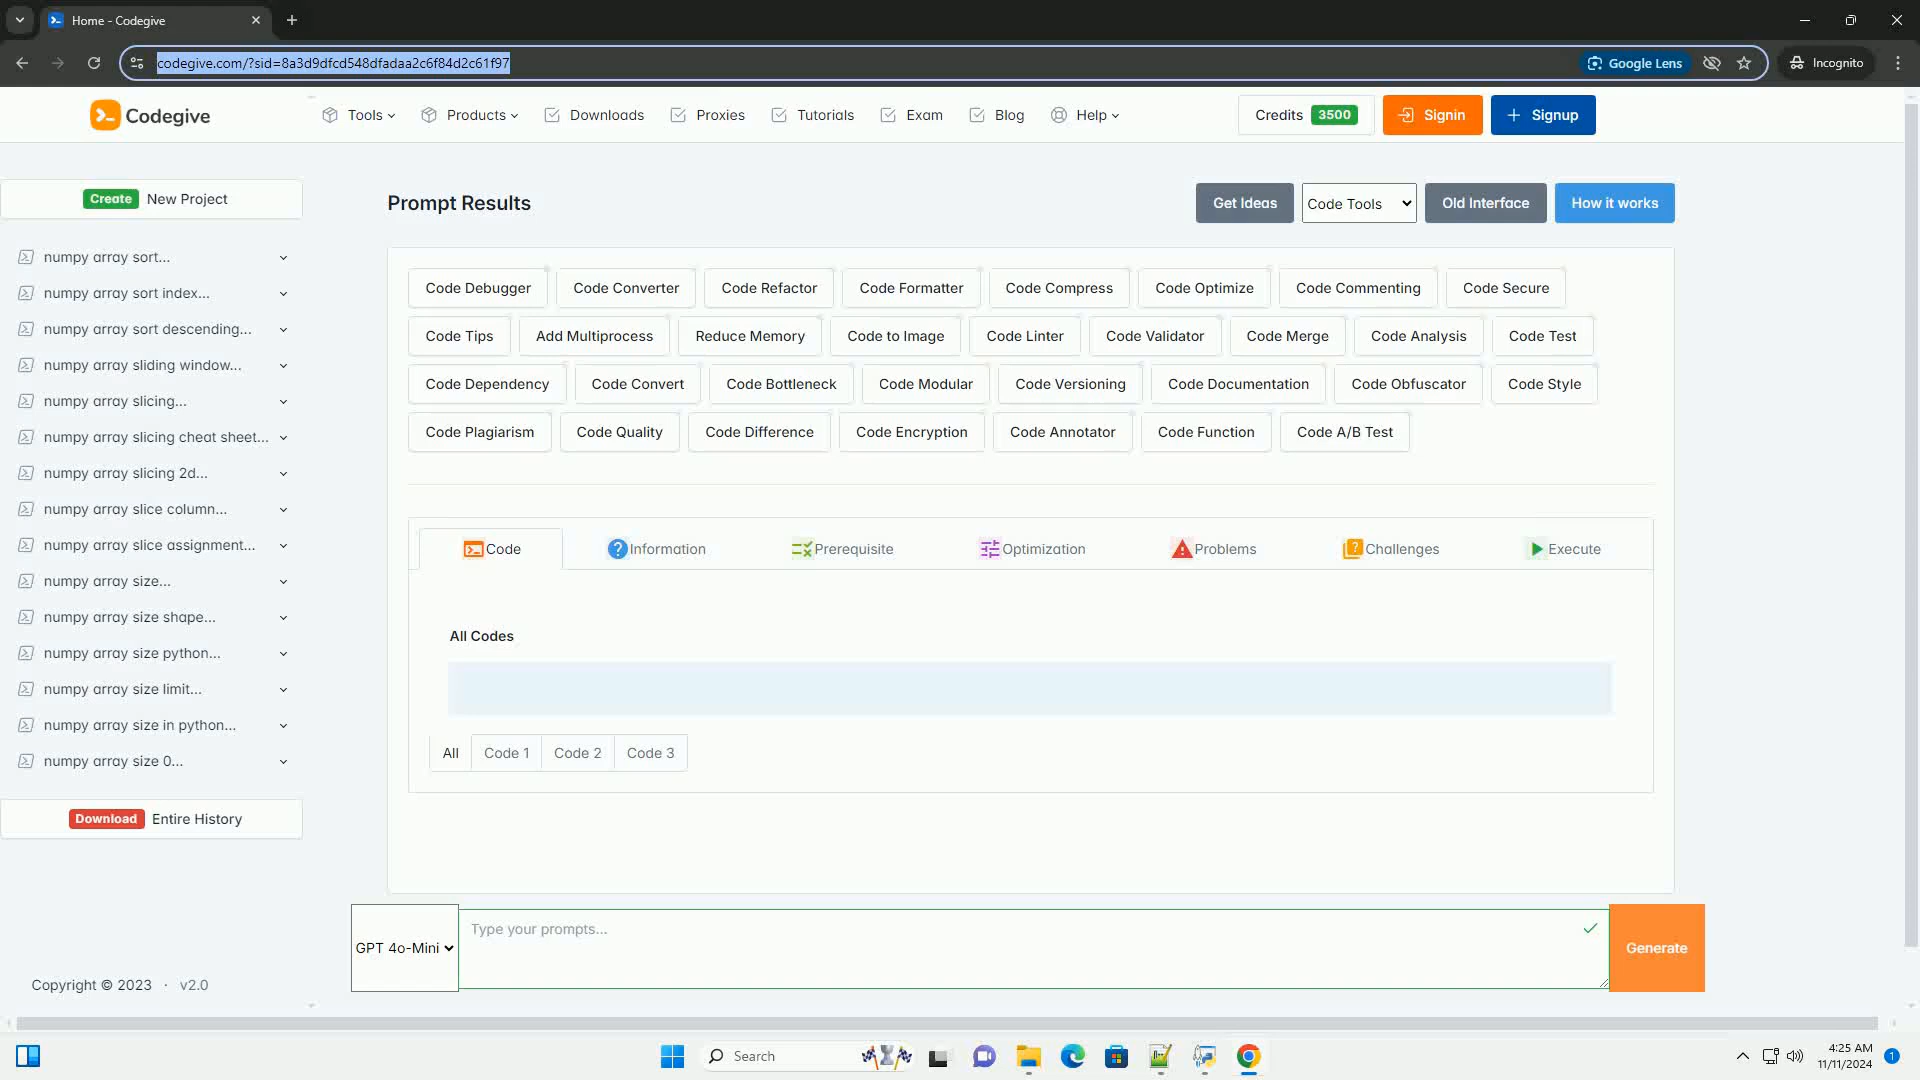 Home - Codegive
codegive.com/?sid=8a3d9dfcd548dfadaa2c6f84d2c61f97
Google Lens
Incognito
Codegive
Tools
Products
Downloads
Proxies
Tutorials
Exam
Blog
Help
Credits 3500
Signin
Signup
Create New Project
numpy array sort...
numpy array sort index...
numpy array sort descending...
numpy array sliding window...
numpy array slicing...
numpy array slicing cheat sheet...
numpy array slicing 2d...
numpy array slice column...
numpy array slice assignment...
numpy array size...
numpy array size shape...
numpy array size python...
numpy array size limit...
numpy array size in python...
numpy array size 0...
Download Entire History
Copyright © 2023 · v2.0
Prompt Results
Get Ideas
Code Tools
Old Interface
How it works
Code Debugger
Code Converter
Code Refactor
Code Formatter
Code Compress
Code Optimize
Code Commenting
Code Secure
Code Tips
Add Multiprocess
Reduce Memory
Code to Image
Code Linter
Code Validator
Code Merge
Code Analysis
Code Test
Code Dependency
Code Convert
Code Bottleneck
Code Modular
Code Versioning
Code Documentation
Code Obfuscator
Code Style
Code Plagiarism
Code Quality
Code Difference
Code Encryption
Code Annotator
Code Function
Code A/B Test
Code
Information
Prerequisite
Optimization
Problems
Challenges
Execute
All Codes
All
Code 1
Code 2
Code 3
GPT 4o-Mini
Type your prompts...
Generate
Search
4:25 AM
11/11/2024
1